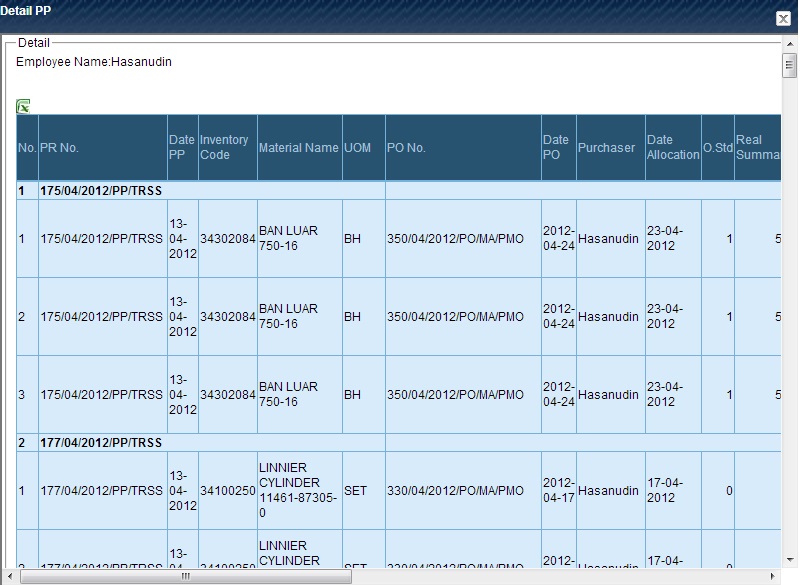 Detail PP
Detail
Employee Name:Hasanudin
No. PR No. Date PP Inventory Code Material Name UOM PO No. Date PO Purchaser Date Allocation O.Std Real Summa
1 175/04/2012/PP/TRSS
1 175/04/2012/PP/TRSS 13-04-2012 34302084 BAN LUAR 750-16 BH 350/04/2012/PO/MA/PMO 2012-04-24 Hasanudin 23-04-2012 1 5
2 175/04/2012/PP/TRSS 13-04-2012 34302084 BAN LUAR 750-16 BH 350/04/2012/PO/MA/PMO 2012-04-24 Hasanudin 23-04-2012 1 5
3 175/04/2012/PP/TRSS 13-04-2012 34302084 BAN LUAR 750-16 BH 350/04/2012/PO/MA/PMO 2012-04-24 Hasanudin 23-04-2012 1 5
2 177/04/2012/PP/TRSS
1 177/04/2012/PP/TRSS 13-04-2012 34100250 LINNIER CYLINDER 11461-87305-0 SET 330/04/2012/PO/MA/PMO 2012-04-17 Hasanudin 17-04-2012 0
2 177/04/2012/PP/TRSS 13-04- 34100250 LINNIER CYLINDER SET 330/04/2012/PO/MA/PMO 2012- Hasanudin 17-04- 0